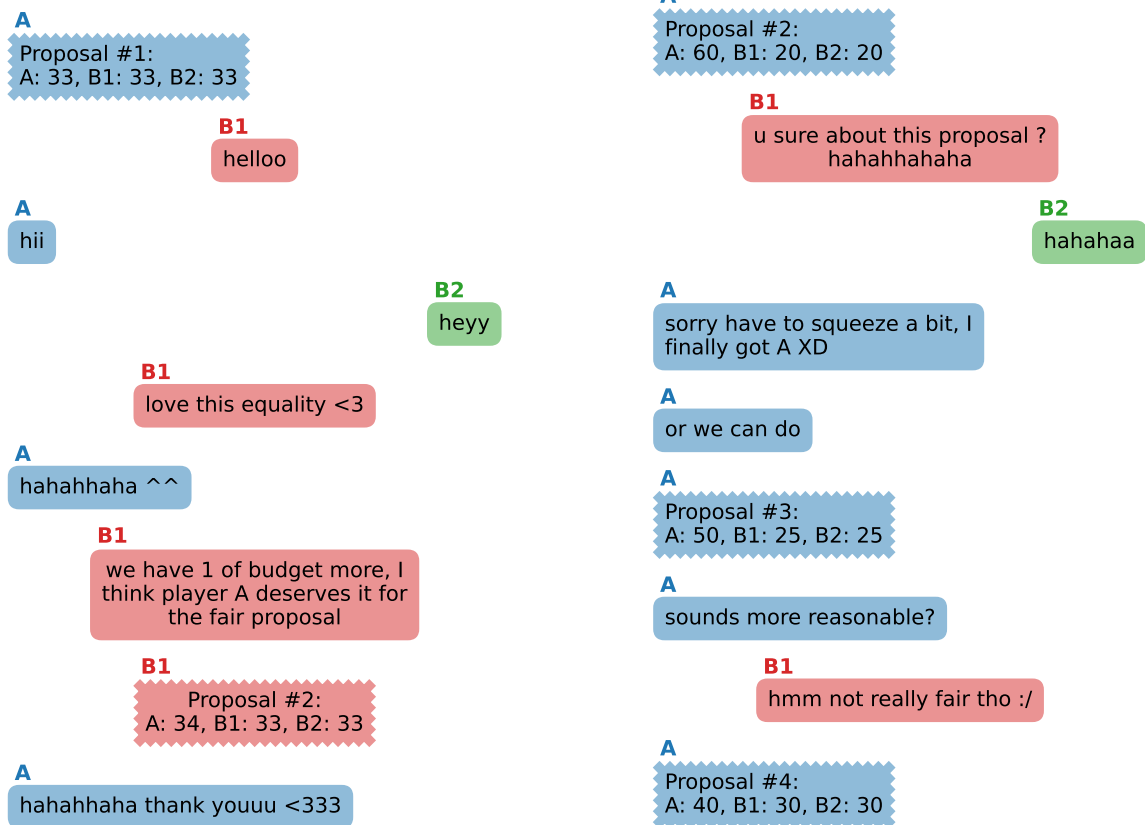 A
Proposal #1:
A: 33, B1: 33, B2: 33
B1
helloo
A
hii
B2
heyy
B1
love this equality <3
A
hahahhaha ^^
B1
we have 1 of budget more, I
think player A deserves it for
the fair proposal
B1
Proposal #2:
A: 34, B1: 33, B2: 33
A
hahahhaha thank youuu <333
A
Proposal #2:
A: 60, B1: 20, B2: 20
B1
u sure about this proposal ?
hahahhahaha
B2
hahahaa
A
sorry have to squeeze a bit, I
finally got A XD
A
or we can do
A
Proposal #3:
A: 50, B1: 25, B2: 25
A
sounds more reasonable?
B1
hmm not really fair tho :/
A
Proposal #4:
A: 40, B1: 30, B2: 30